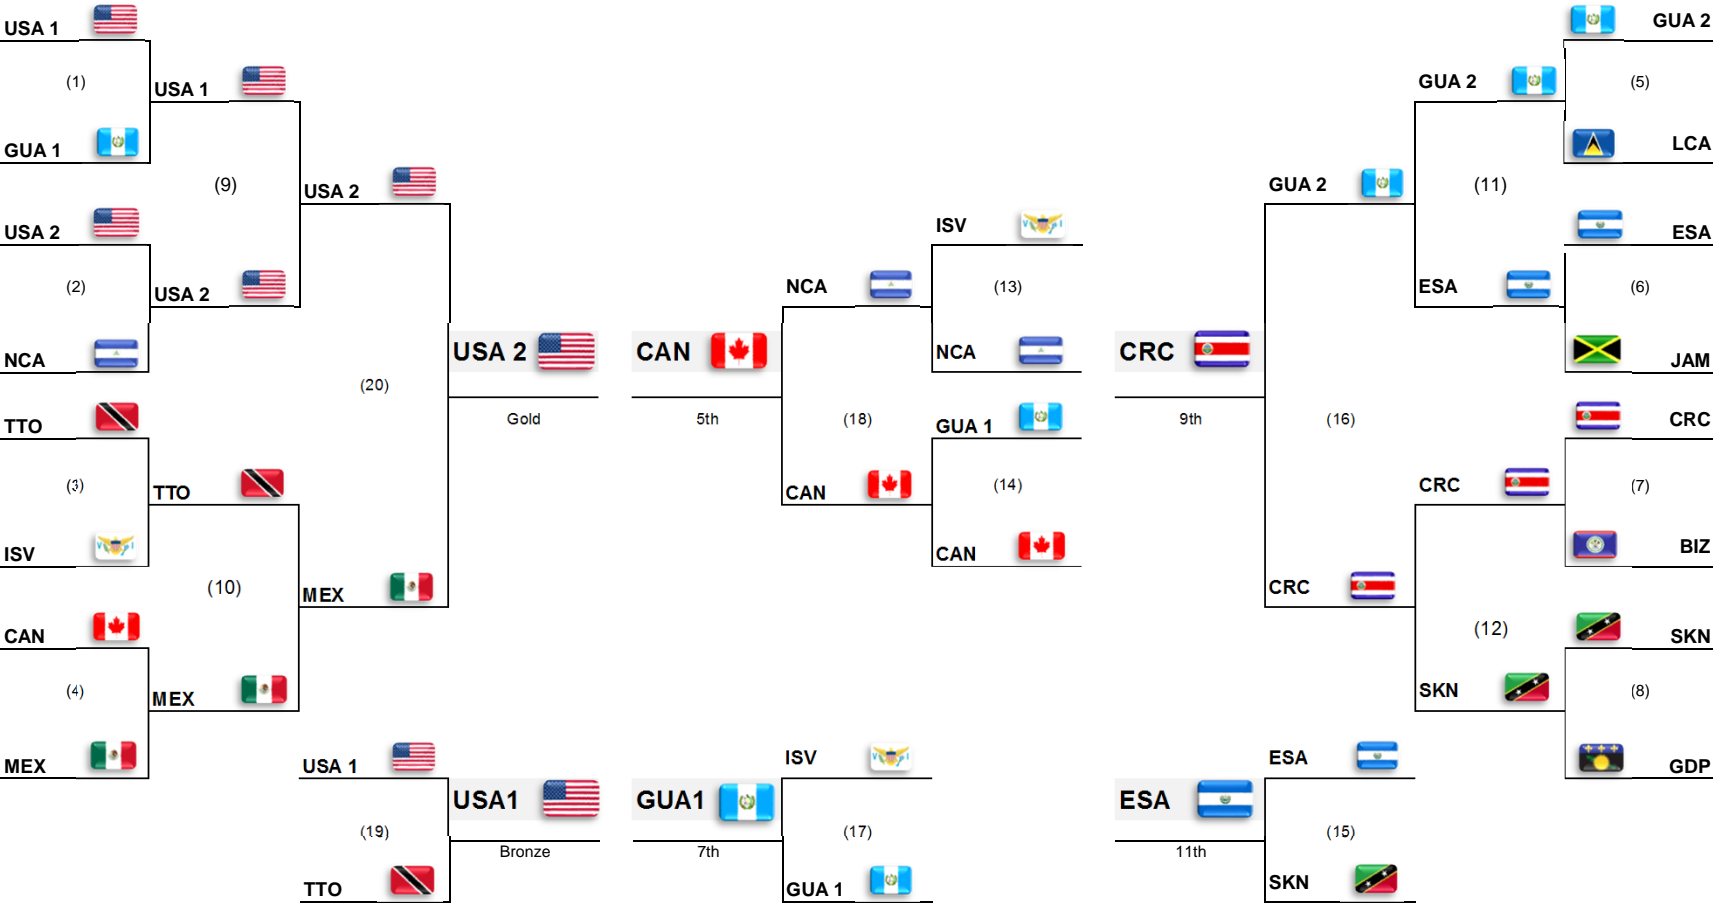 USA 1
(1)
USA 1
GUA 1
(9)
USA 2
USA 2
(2)
USA 2
NCA
(20)
USA 2
Gold
TTO
(3)
TTO
ISV
(10)
MEX
CAN
(4)
MEX
MEX
USA 1
(19)
USA1
Bronze
TTO
ISV
NCA
(13)
NCA
CAN
5th
(18)
GUA 1
CAN
(14)
CAN
ISV
GUA1
7th
(17)
GUA 1
GUA 2
GUA 2
(5)
LCA
GUA 2
(11)
ESA
ESA
(6)
JAM
CRC
9th
(16)
CRC
CRC
(7)
BIZ
CRC
(12)
SKN
SKN
(8)
GDP
ESA
ESA
11th
(15)
SKN